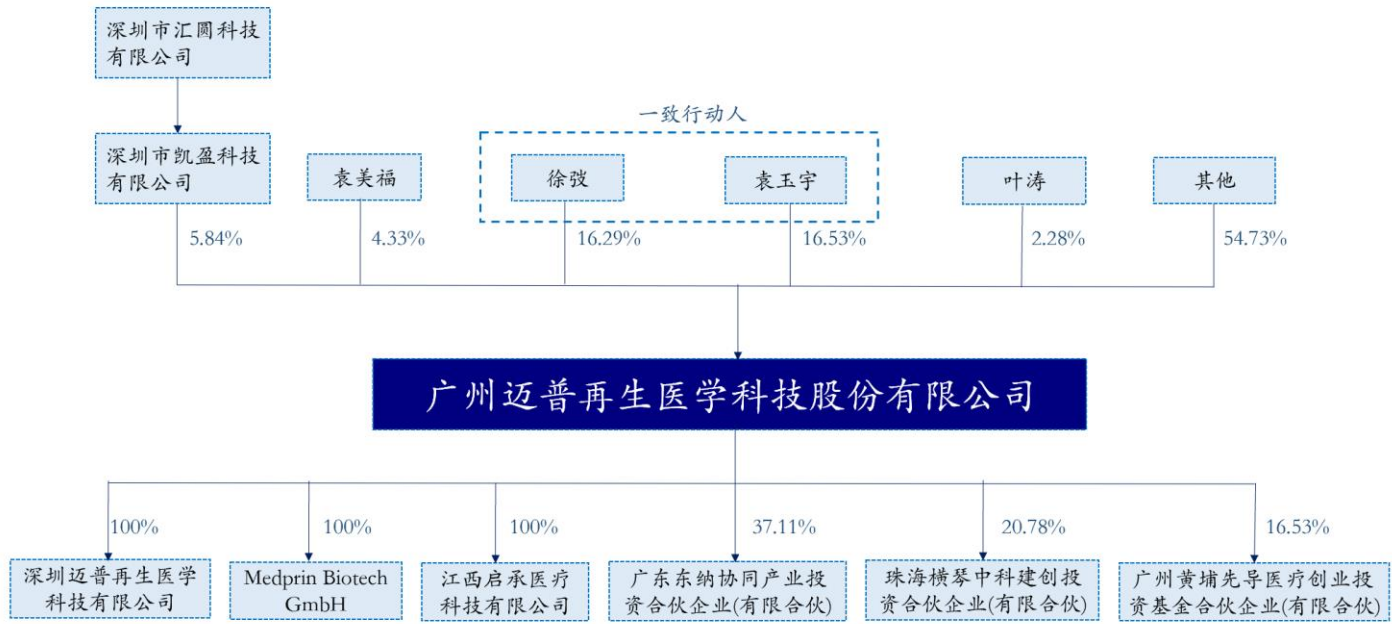 深圳市汇圆科技
有限公司
一致行动人
深圳市凯盈科技
有限公司
袁美福
徐弢
袁玉宇
叶涛
其他
5.84%
4.33%
16.29%
16.53%
2.28%
54.73%
广州迈普再生医学科技股份有限公司
100%
100%
100%
37.11%
20.78%
16.53%
深圳迈普再生医学
科技有限公司
Medprin Biotech
GmbH
江西启承医疗
科技有限公司
广东东纳协同产业投
资合伙企业(有限合伙)
珠海横琴中科建创投
资合伙企业(有限合伙)
广州黄埔先导医疗创业投
资基金合伙企业(有限合伙)